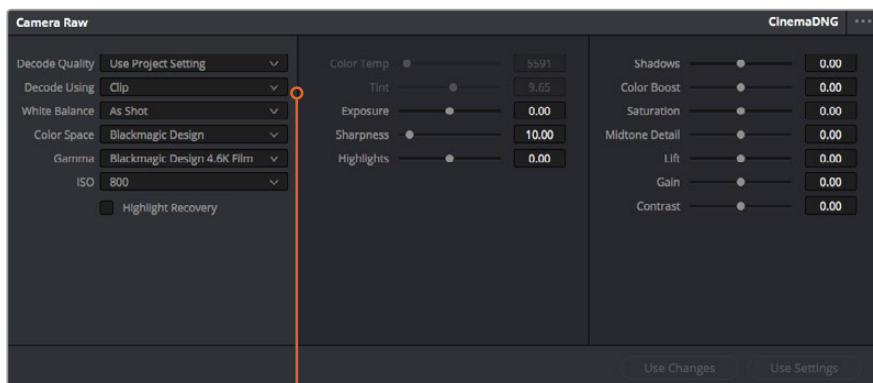 Camera Raw
CinemaDNG
Decode Quality Use Project Setting
Decode Using Clip
White Balance As Shot
Color Space Blackmagic Design
Gamma Blackmagic Design 4.6K Film
ISO 800
Highlight Recovery
Color Temp 5591
Tint 9.65
Exposure 0.00
Sharpness 10.00
Highlights 0.00
Shadows 0.00
Color Boost 0.00
Saturation 0.00
Midtone Detail 0.00
Lift 0.00
Gain 0.00
Contrast 0.00
Use Changes
Use Settings